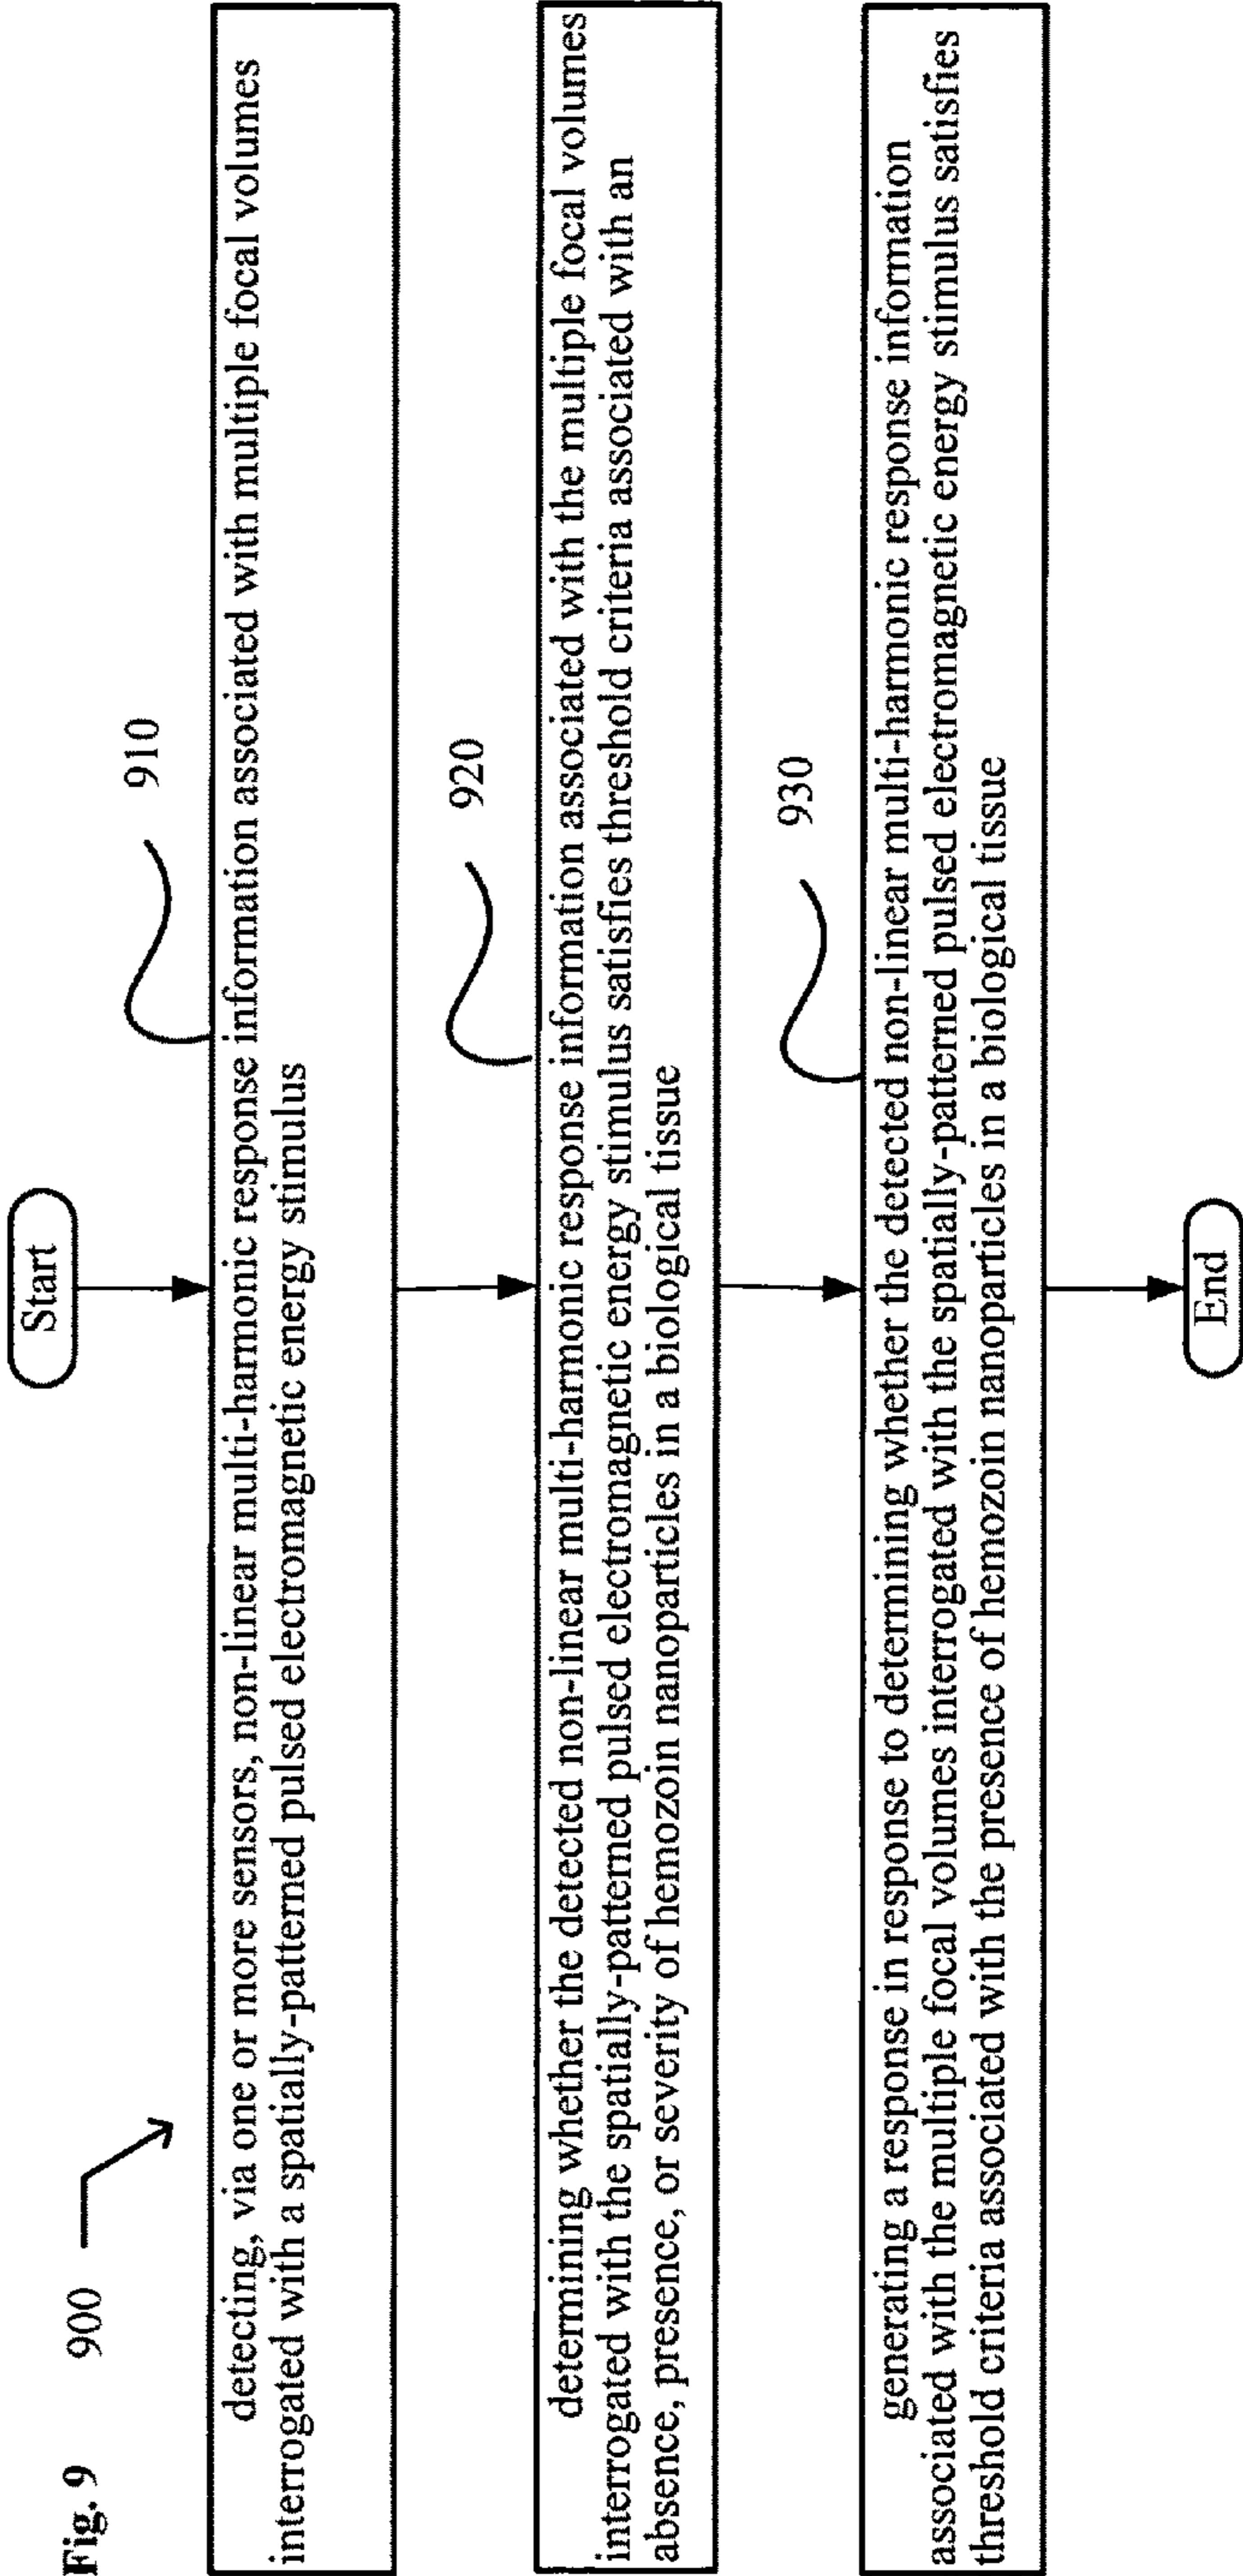 Fig. 9
900
Start
910
detecting, via one or more sensors, non-linear multi-harmonic response information associated with multiple focal volumes
interrogated with a spatially-patterned pulsed electromagnetic energy stimulus
920
determining whether the detected non-linear multi-harmonic response information associated with the multiple focal volumes
interrogated with the spatially-patterned pulsed electromagnetic energy stimulus satisfies threshold criteria associated with an
absence, presence, or severity of hemozoin nanoparticles in a biological tissue
930
generating a response in response to determining whether the detected non-linear multi-harmonic response information
associated with the multiple focal volumes interrogated with the spatially-patterned pulsed electromagnetic energy stimulus satisfies
threshold criteria associated with the presence of hemozoin nanoparticles in a biological tissue
End